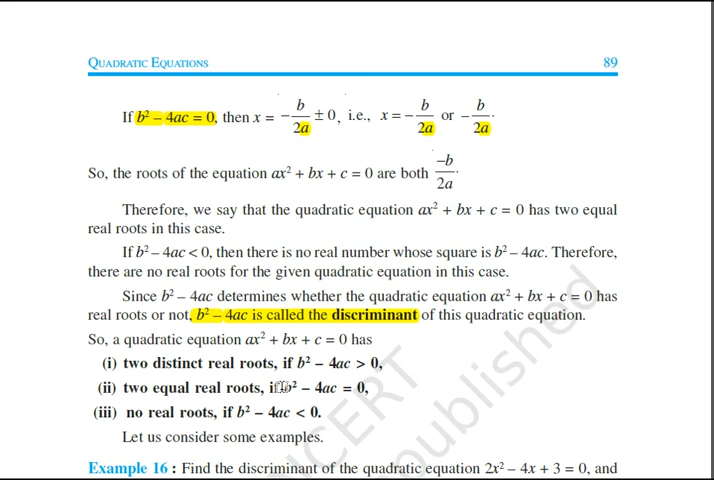 QUADRATIC EQUATIONS 89
If b² – 4ac = 0, then x = –b/2a ± 0, i.e., x = –b/2a or –b/2a.
So, the roots of the equation ax² + bx + c = 0 are both –b/2a.
Therefore, we say that the quadratic equation ax² + bx + c = 0 has two equal
real roots in this case.
If b² – 4ac < 0, then there is no real number whose square is b² – 4ac. Therefore,
there are no real roots for the given quadratic equation in this case.
Since b² – 4ac determines whether the quadratic equation ax² + bx + c = 0 has
real roots or not, b² – 4ac is called the discriminant of this quadratic equation.
So, a quadratic equation ax² + bx + c = 0 has
(i) two distinct real roots, if b² – 4ac > 0,
(ii) two equal real roots, if b² – 4ac = 0,
(iii) no real roots, if b² – 4ac < 0.
Let us consider some examples.
Example 16 : Find the discriminant of the quadratic equation 2x² – 4x + 3 = 0, and
NCERT
republished